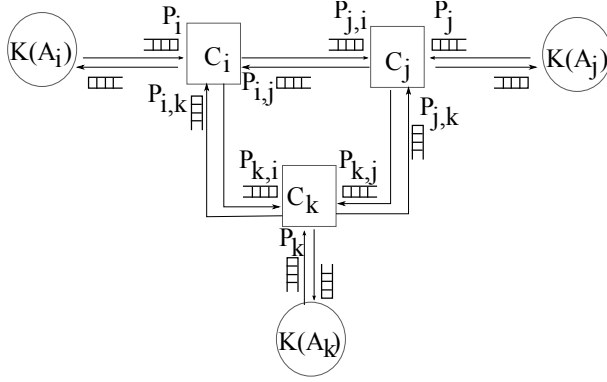 P_i
P_{j,i}
P_j
K(A_i)
C_i
C_j
K(A_j)
P_{i,k}
P_{i,j}
P_{j,k}
P_{k,i}
P_{k,j}
C_k
P_k
K(A_k)